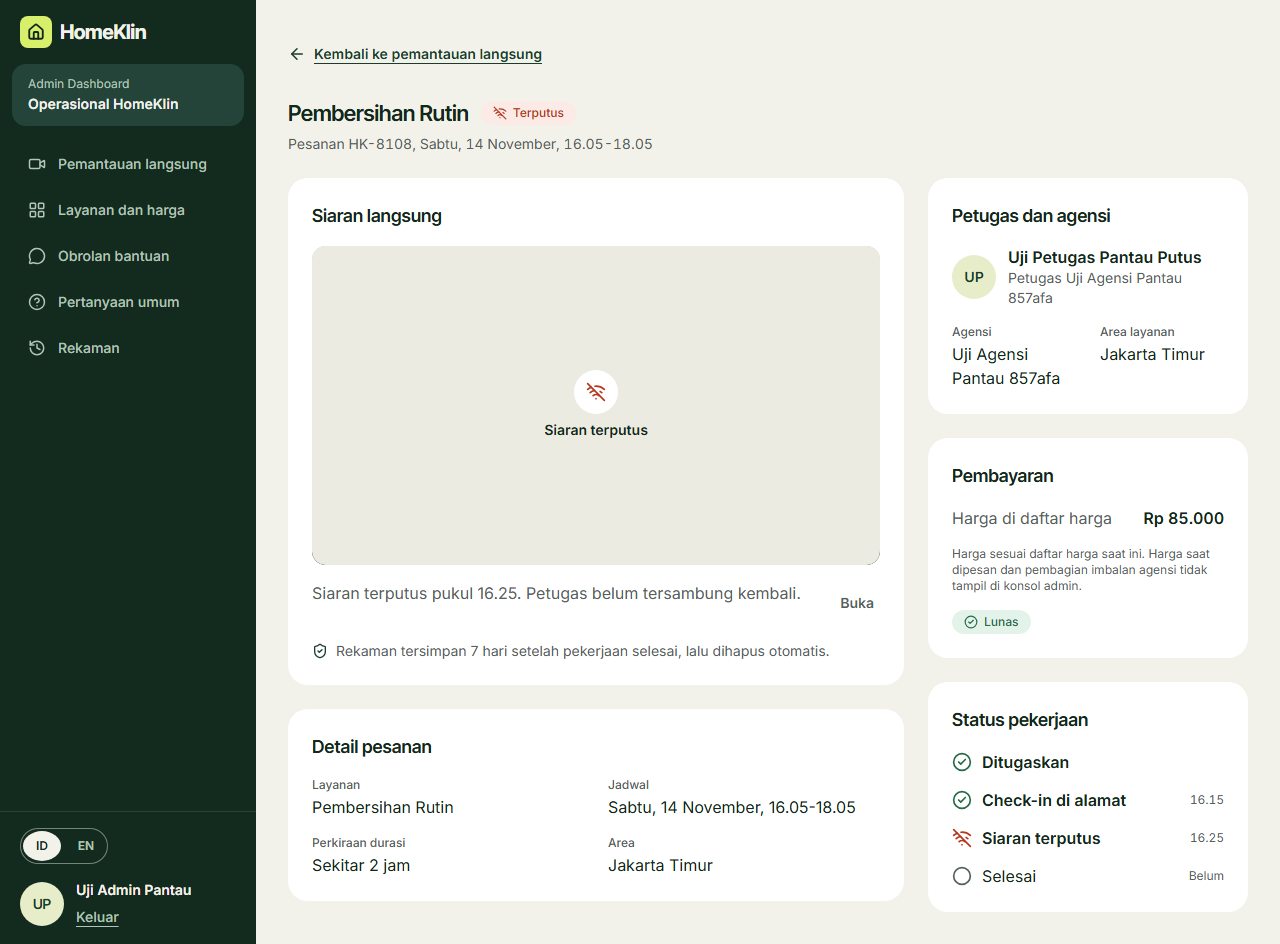 HomeKlin
Admin Dashboard
Operasional HomeKlin
Pemantauan langsung
Layanan dan harga
Obrolan bantuan
Pertanyaan umum
Rekaman
ID EN
UP
Uji Admin Pantau
Keluar
Kembali ke pemantauan langsung
Pembersihan Rutin
Terputus
Pesanan HK-8108, Sabtu, 14 November, 16.05-18.05
Siaran langsung
Siaran terputus
Siaran terputus pukul 16.25. Petugas belum tersambung kembali.
Buka
Rekaman tersimpan 7 hari setelah pekerjaan selesai, lalu dihapus otomatis.
Detail pesanan
Layanan
Pembersihan Rutin
Jadwal
Sabtu, 14 November, 16.05-18.05
Perkiraan durasi
Sekitar 2 jam
Area
Jakarta Timur
Petugas dan agensi
UP
Uji Petugas Pantau Putus
Petugas Uji Agensi Pantau
857afa
Agensi
Uji Agensi
Pantau 857afa
Area layanan
Jakarta Timur
Pembayaran
Harga di daftar harga Rp 85.000
Harga sesuai daftar harga saat ini. Harga saat
dipesan dan pembagian imbalan agensi tidak
tampil di konsol admin.
Lunas
Status pekerjaan
Ditugaskan
Check-in di alamat 16.15
Siaran terputus 16.25
Selesai Belum